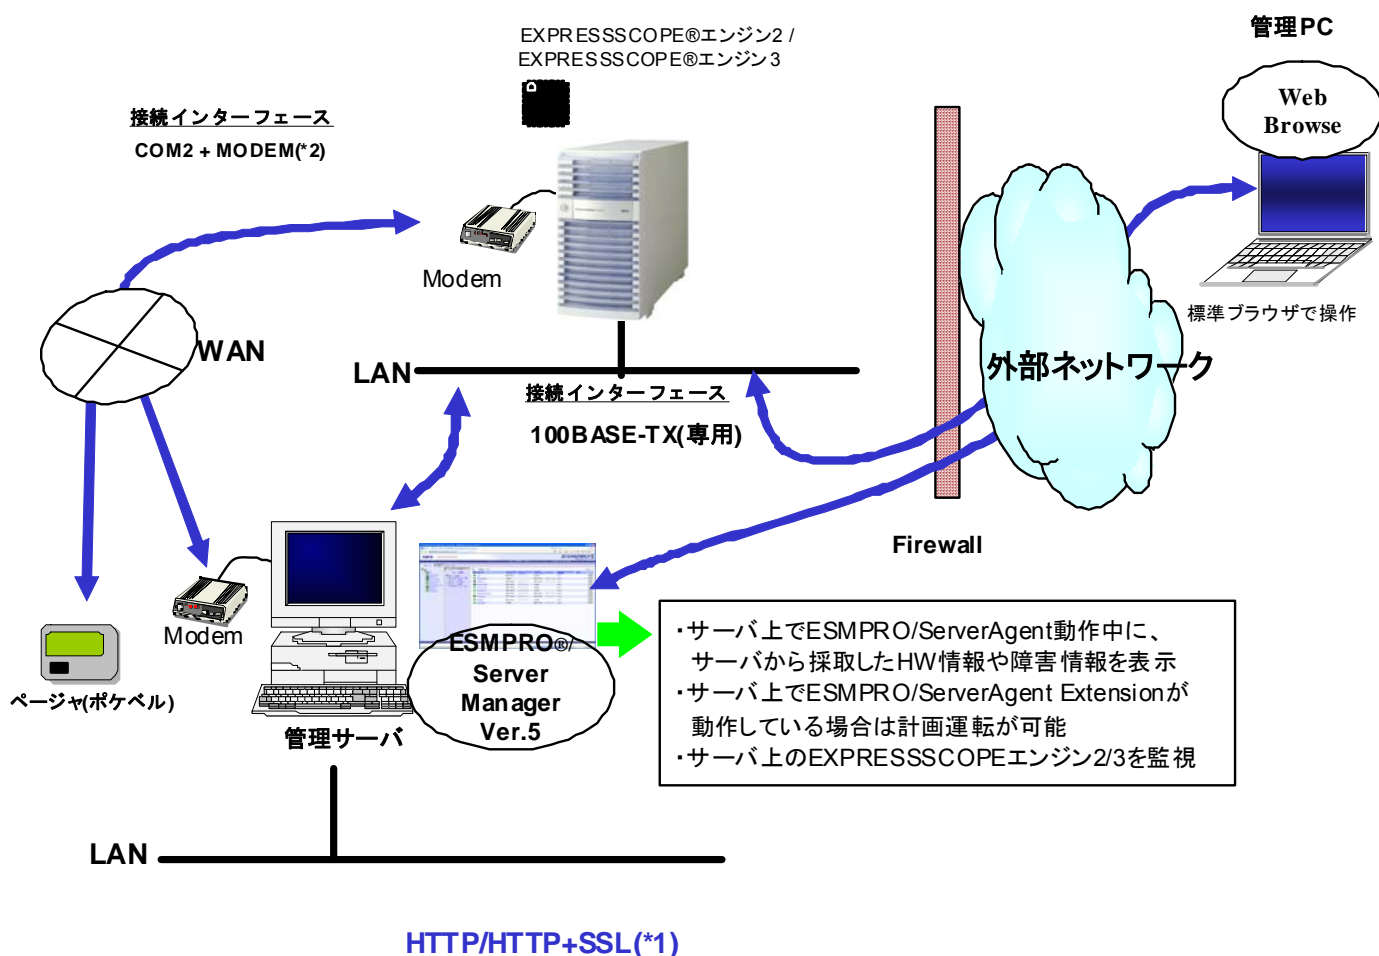 EXPRESSSCOPE®エンジン2 /
EXPRESSSCOPE®エンジン3
管理PC
Web
Browse
接続インターフェース
COM2 + MODEM(*2)
Modem
標準ブラウザで操作
WAN
外部ネットワーク
LAN
接続インターフェース
100BASE-TX(専用)
Firewall
Modem
ESMPRO®/
Server
Manager
Ver.5
ページャ(ポケベル)
管理サーバ
・サーバ上でESMPRO/ServerAgent動作中に、
サーバから採取したHW情報や障害情報を表示
・サーバ上でESMPRO/ServerAgent Extensionが
動作している場合は計画運転が可能
・サーバ上のEXPRESSSCOPEエンジン2/3を監視
LAN
HTTP/HTTP+SSL(*1)